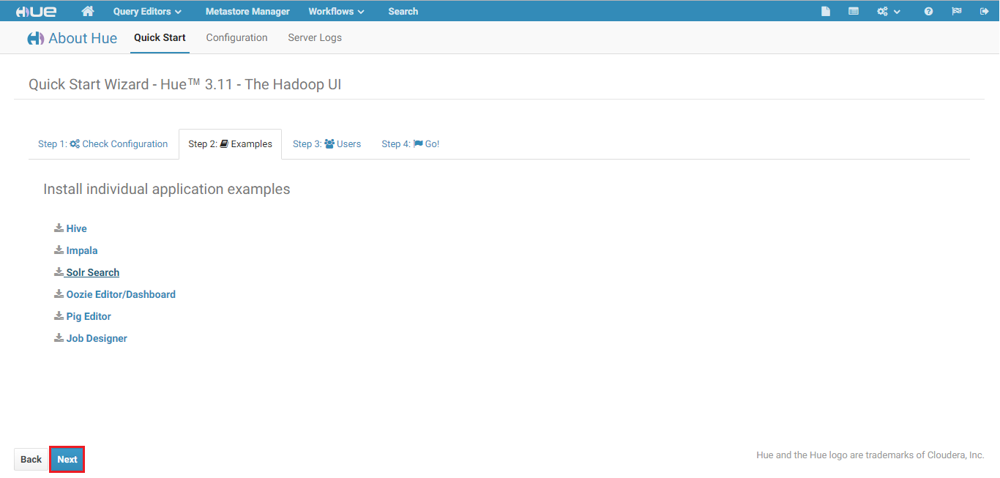 HUE Query Editors Metastore Manager Workflows Search
About Hue Quick Start Configuration Server Logs
Quick Start Wizard - Hue™ 3.11 - The Hadoop UI
Step 1: Check Configuration Step 2: Examples Step 3: Users Step 4: Go!
Install individual application examples
Hive
Impala
Solr Search
Oozie Editor/Dashboard
Pig Editor
Job Designer
Back Next
Hue and the Hue logo are trademarks of Cloudera, Inc.